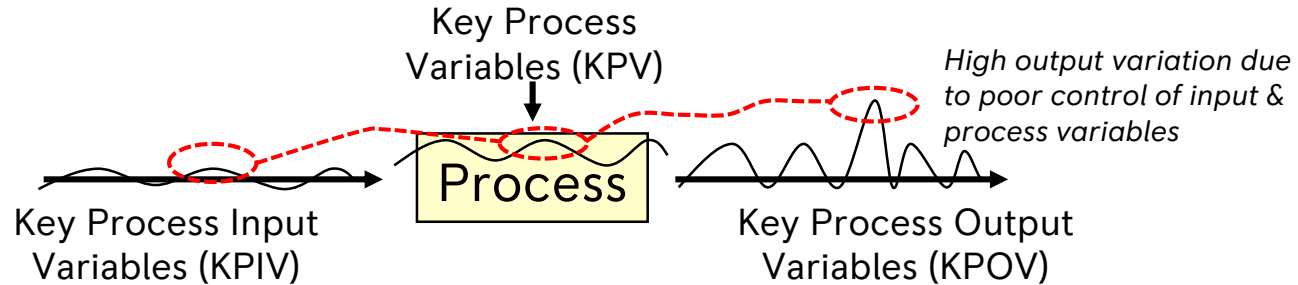 Key Process
Variables (KPV)
High output variation due
to poor control of input &
process variables
Process
Key Process Input
Variables (KPIV)
Key Process Output
Variables (KPOV)